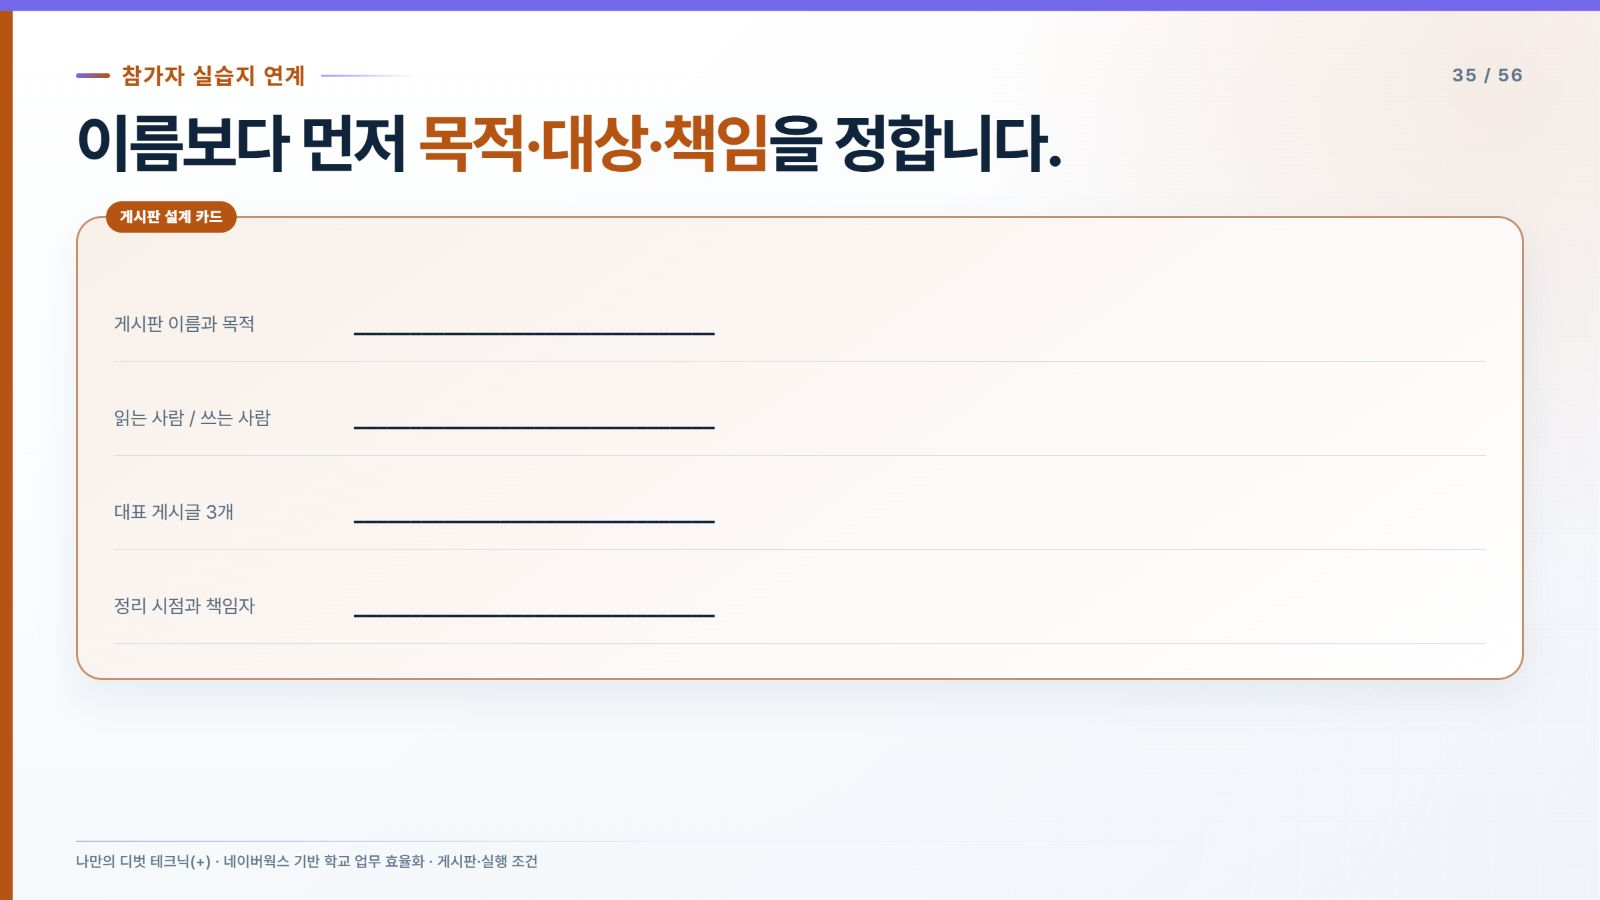 참가자 실습지 연계
35 / 56
이름보다 먼저 목적·대상·책임을 정합니다.
게시판 설계 카드
게시판 이름과 목적 ______________________________
읽는 사람 / 쓰는 사람 ______________________________
대표 게시글 3개 ______________________________
정리 시점과 책임자 ______________________________
나만의 디벗 테크닉(+) · 네이버웍스 기반 학교 업무 효율화 · 게시판·실행 조건